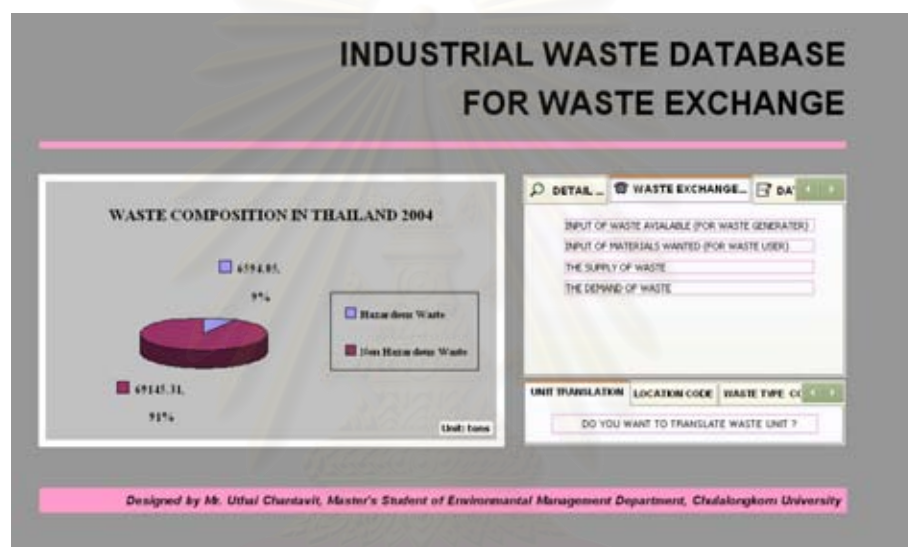 INDUSTRIAL WASTE DATABASE
FOR WASTE EXCHANGE
WASTE COMPOSITION IN THAILAND 2004
6594.05,
9%
Hazardous Waste
Non Hazardous Waste
69145.31,
91%
Unit: tons
DETAIL ...
WASTE EXCHANGE...
DA
INPUT OF WASTE AVIALABLE (FOR WASTE GENERATER)
INPUT OF MATERIALS WANTED (FOR WASTE USER)
THE SUPPLY OF WASTE
THE DEMAND OF WASTE
UNIT TRANSLATION
LOCATION CODE
WASTE TYPE CO
DO YOU WANT TO TRANSLATE WASTE UNIT ?
Designed by Mr. Uthai Chantavit, Master's Student of Environmantal Management Department, Chulalongkorn University